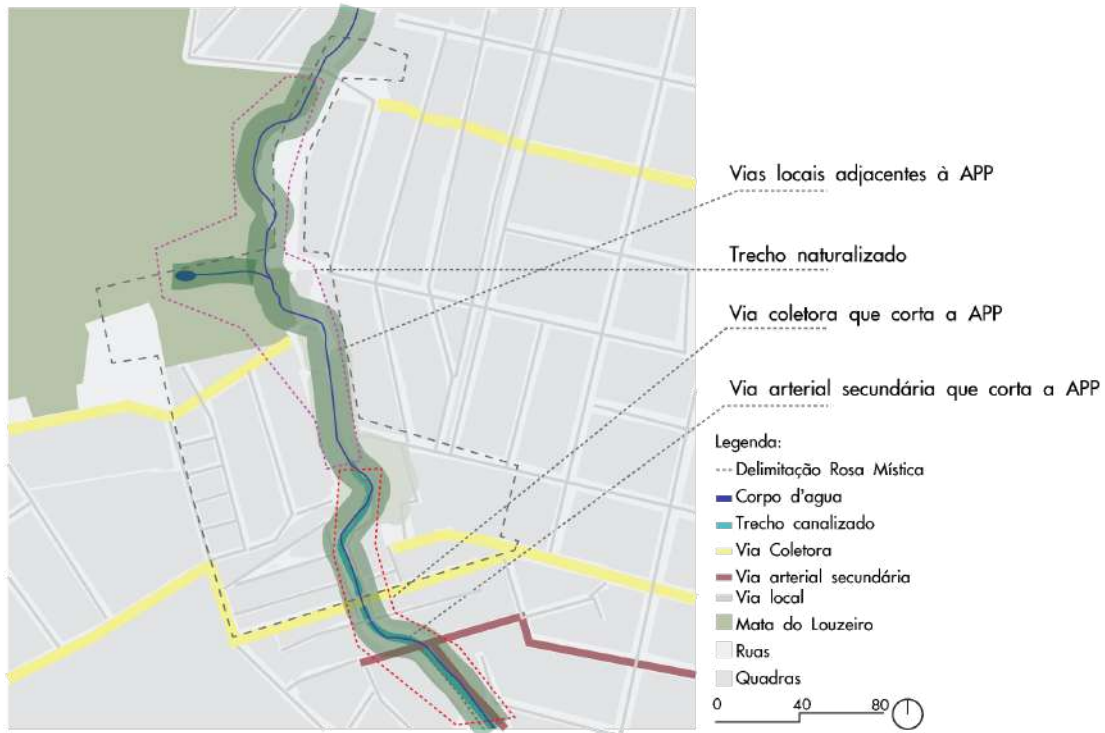 Vias locais adjacentes à APP
Trecho naturalizado
Via coletora que corta a APP
Via arterial secundária que corta a APP
Legenda:
Delimitação Rosa Mística
Corpo d'agua
Trecho canalizado
Via Coletora
Via arterial secundária
Via local
Mata do Louzeiro
Ruas
Quadras
0 40 80